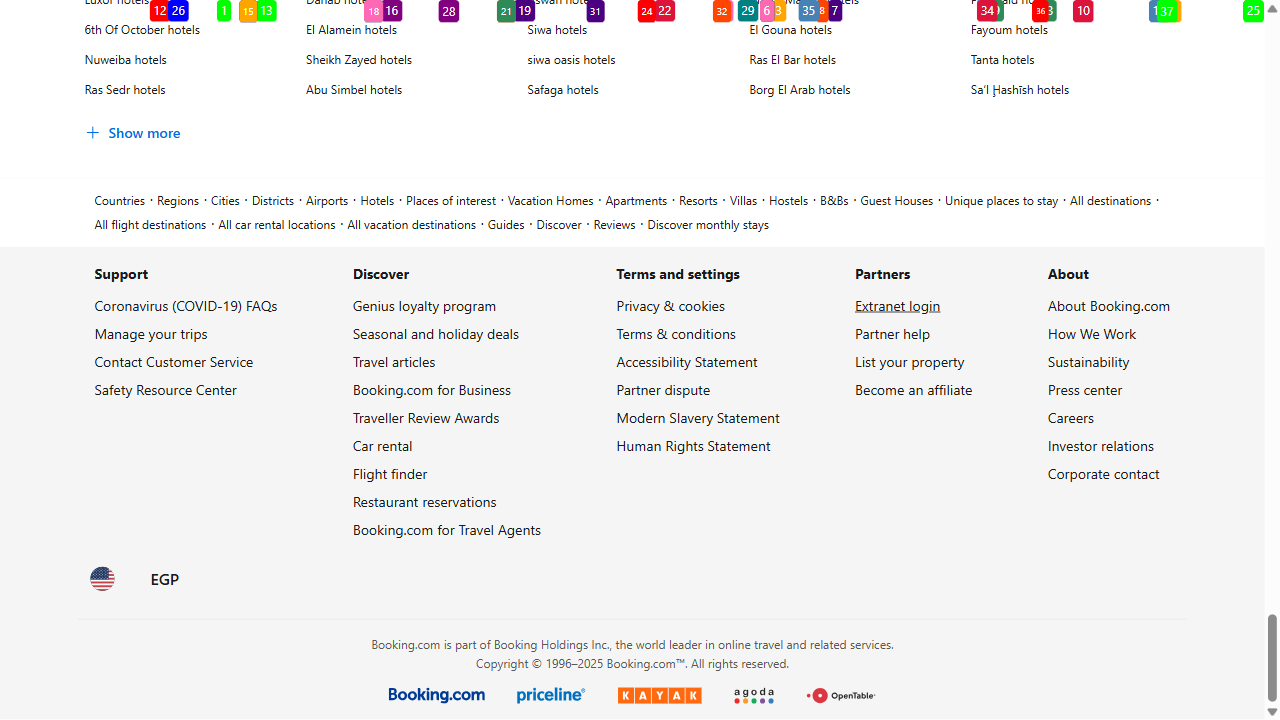 Luxor hotels
6th Of October hotels El Alamein hotels Siwa hotels El Gouna hotels Fayoum hotels
Nuweiba hotels Sheikh Zayed hotels siwa oasis hotels Ras El Bar hotels Tanta hotels
Ras Sedr hotels Abu Simbel hotels Safaga hotels Borg El Arab hotels Sa‘l Ḩashīsh hotels
12 26 1 15 13 18 16 28 21 19 31 24 22 32 29 6 3 35 8 7 34 36 10 37 25
Show more
Countries · Regions · Cities · Districts · Airports · Hotels · Places of interest · Vacation Homes · Apartments · Resorts · Villas · Hostels · B&Bs · Guest Houses · Unique places to stay · All destinations ·
All flight destinations · All car rental locations · All vacation destinations · Guides · Discover · Reviews · Discover monthly stays
Support
Coronavirus (COVID-19) FAQs
Manage your trips
Contact Customer Service
Safety Resource Center
Discover
Genius loyalty program
Seasonal and holiday deals
Travel articles
Booking.com for Business
Traveller Review Awards
Car rental
Flight finder
Restaurant reservations
Booking.com for Travel Agents
Terms and settings
Privacy & cookies
Terms & conditions
Accessibility Statement
Partner dispute
Modern Slavery Statement
Human Rights Statement
Partners
Extranet login
Partner help
List your property
Become an affiliate
About
About Booking.com
How We Work
Sustainability
Press center
Careers
Investor relations
Corporate contact
EGP
Booking.com is part of Booking Holdings Inc., the world leader in online travel and related services.
Copyright © 1996–2025 Booking.com™. All rights reserved.
Booking.com priceline® KAYAK agoda OpenTable